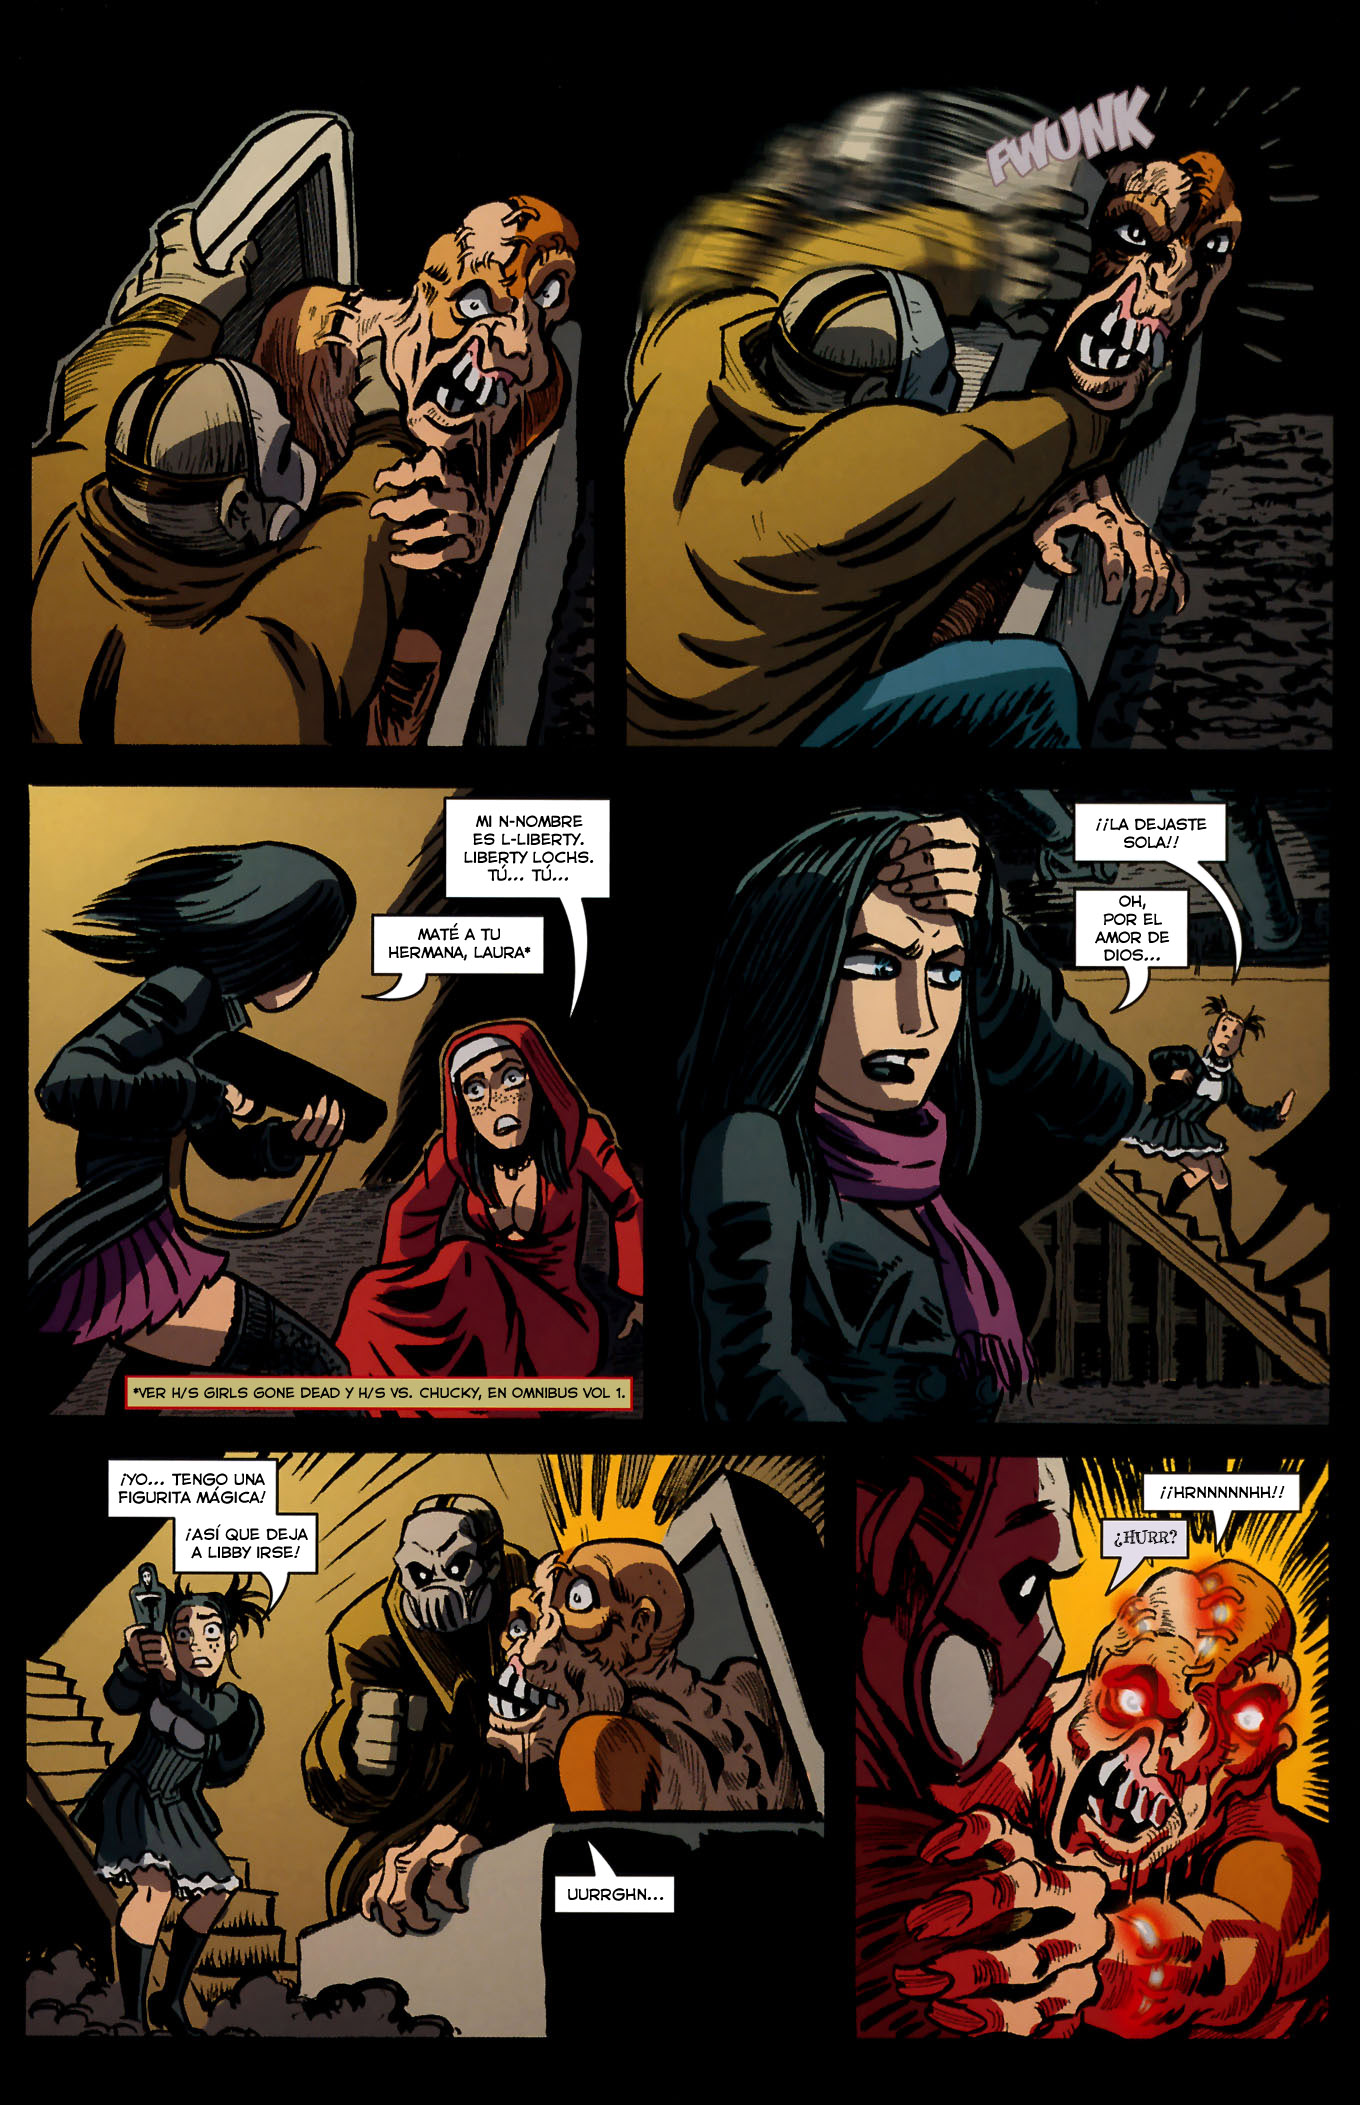 FWUNK
MI N-NOMBRE
ES L-LIBERTY.
LIBERTY LOCHS.
TÚ... TÚ...
MATÉ A TU
HERMANA, LAURA*
*VER H/S GIRLS GONE DEAD Y H/S VS. CHUCKY, EN OMNIBUS VOL 1.
¡¡LA DEJASTE
SOLA!!
OH,
POR EL
AMOR DE
DIOS...
¡YO... TENGO UNA
FIGURITA MÁGICA!
¡ASÍ QUE DEJA
A LIBBY IRSE!
UURRGHN...
¡¡HRNNNNNHH!!
¿HURR?